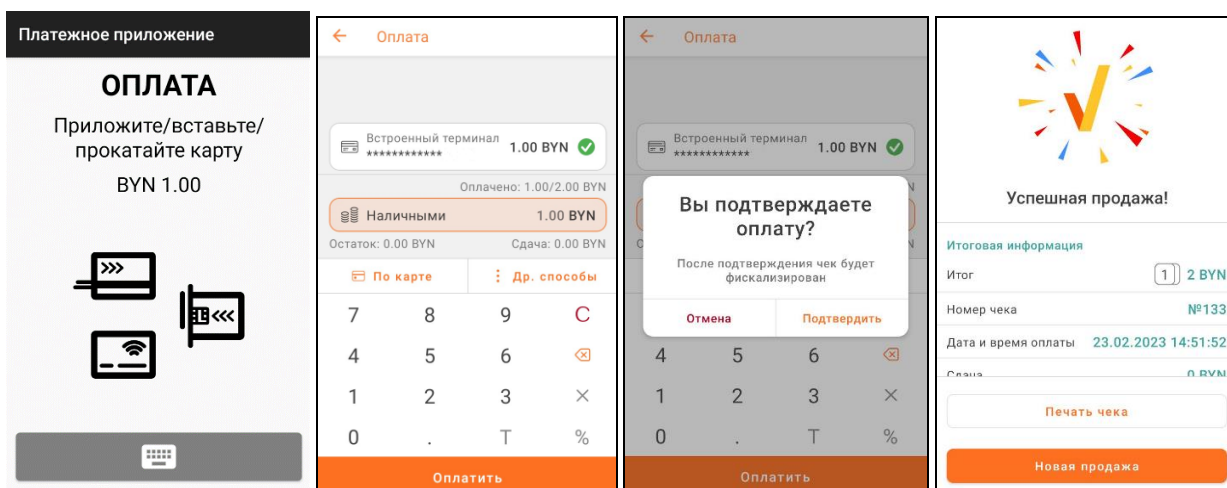 Платежное приложение
ОПЛАТА
Приложите/вставьте/
прокатайте карту
BYN 1.00
Оплата
Встроенный терминал
************
1.00 BYN
Оплачено: 1.00/2.00 BYN
Наличными
1.00 BYN
Остаток: 0.00 BYN
Сдача: 0.00 BYN
По карте
Др. способы
7 8 9 C
4 5 6
1 2 3 ×
0 . T %
Оплатить
Оплата
Встроенный терминал
************
1.00 BYN
Вы подтверждаете
оплату?
После подтверждения чек будет
фискализирован
Отмена
Подтвердить
4 5 6
1 2 3 ×
0 . T %
Оплатить
Успешная продажа!
Итоговая информация
Итог
1
2 BYN
Номер чека
№133
Дата и время оплаты
23.02.2023 14:51:52
Сдача
0 BYN
Печать чека
Новая продажа